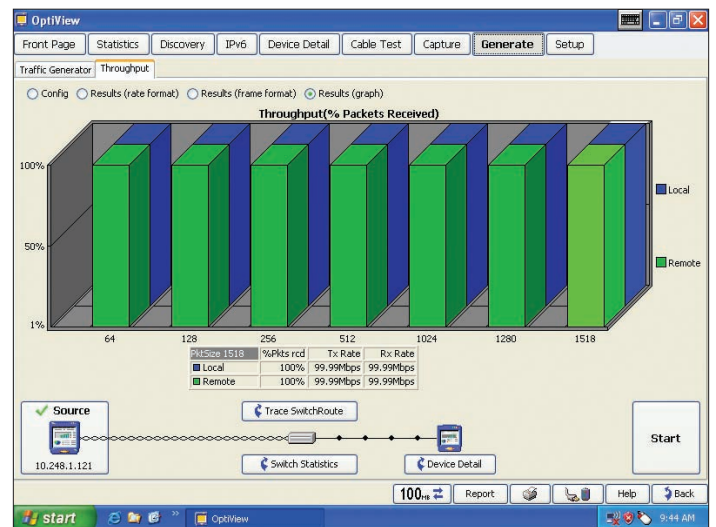 OptiView
Front Page Statistics Discovery IPv6 Device Detail Cable Test Capture Generate Setup
Traffic Generator Throughput
Config Results (rate format) Results (frame format) Results (graph)
Throughput(% Packets Received)
100%
50%
1%
Local
Remote
64 128 256 512 1024 1280 1518
PktSize 1518 %Pkts rcd Tx Rate Rx Rate
Local 100% 99.99Mbps 99.99Mbps
Remote 100% 99.99Mbps 99.99Mbps
Source
Trace SwitchRoute
10.248.1.121
Switch Statistics
Device Detail
Start
100MB Report Help Back
start OptiView 9:44 AM